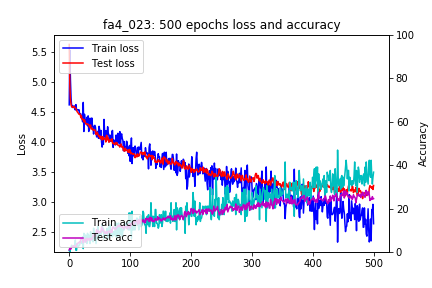 fa4_023: 500 epochs loss and accuracy
Train loss
Test loss
Train acc
Test acc
Loss
5.5
5.0
4.5
4.0
3.5
3.0
2.5
Accuracy
100
80
60
40
20
0
0
100
200
300
400
500